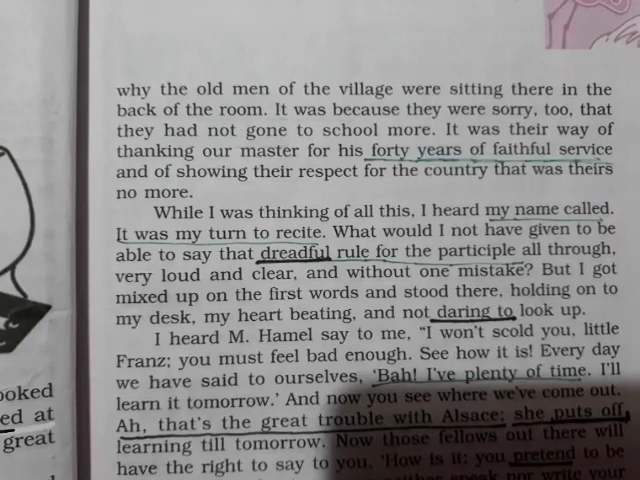 why the old men of the village were sitting there in the
back of the room. It was because they were sorry, too, that
they had not gone to school more. It was their way of
thanking our master for his forty years of faithful service
and of showing their respect for the country that was theirs
no more.
While I was thinking of all this, I heard my name called.
It was my turn to recite. What would I not have given to be
able to say that dreadful rule for the participle all through,
very loud and clear, and without one mistake? But I got
mixed up on the first words and stood there, holding on to
my desk, my heart beating, and not daring to look up.
I heard M. Hamel say to me, “I won't scold you, little
Franz; you must feel bad enough. See how it is! Every day
we have said to ourselves, ‘Bah! I've plenty of time. I'll
learn it tomorrow.’ And now you see where we've come out.
Ah, that's the great trouble with Alsace; she puts off
learning till tomorrow. Now those fellows out there will
have the right to say to you, ‘How is it; you pretend to be
neither speak nor write your
ooked
ed at
great